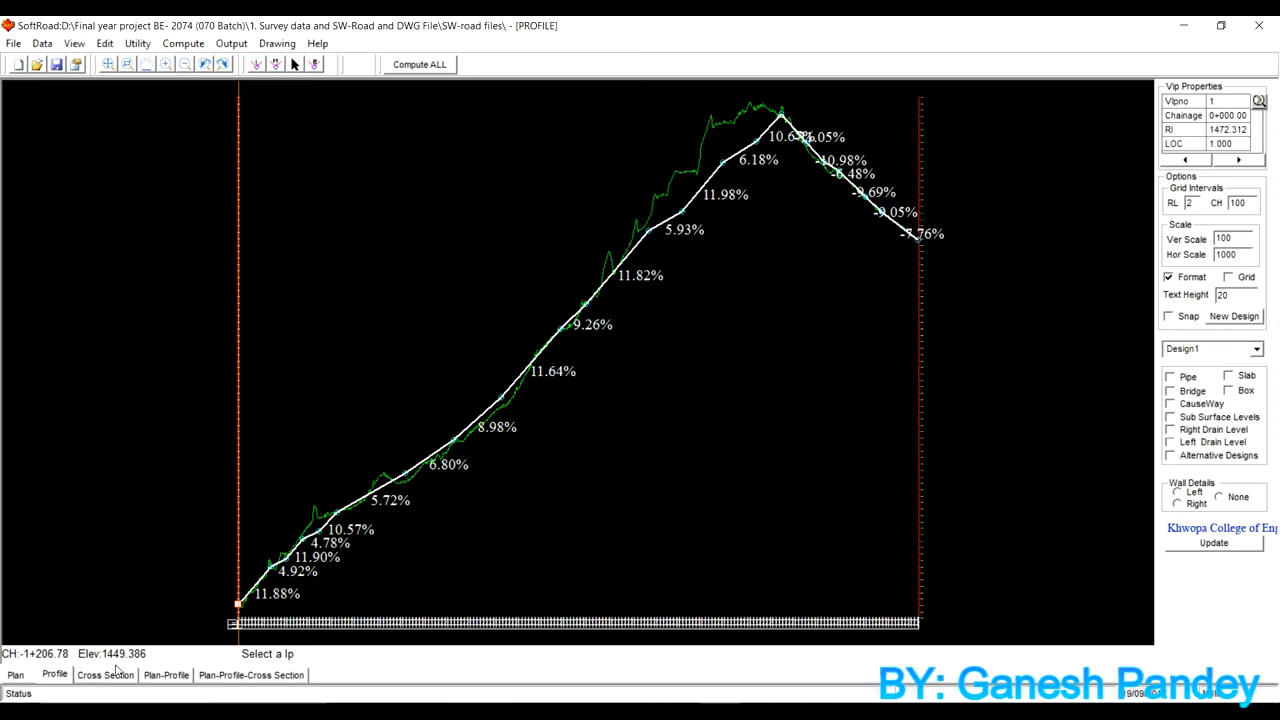 SoftRoad:D:\Final year project BE- 2074 (070 Batch)\1. Survey data and SW-Road and DWG File\SW-road files\ - [PROFILE]
File Data View Edit Utility Compute Output Drawing Help
Compute ALL
Vip Properties
VIpno 1
Chainage 0+000.00
Rl 1472.312
LOC 1.000
Options
Grid Intervals
RL 2 CH 100
Scale
Ver Scale 100
Hor Scale 1000
Format Grid
Text Height 20
Snap New Design
Design1
Pipe Slab
Bridge Box
CauseWay
Sub Surface Levels
Right Drain Level
Left Drain Level
Alternative Designs
Wall Details
Left
Right
None
Khwopa College of Eng
Update
6.18%
-10.98%
-6.48%
-9.69%
-9.05%
-7.76%
11.98%
5.93%
11.82%
9.26%
11.64%
8.98%
6.80%
5.72%
10.57%
4.78%
11.90%
4.92%
11.88%
CH:-1+206.78 Elev:1449.386 Select a Ip
Plan Profile Cross Section Plan-Profile Plan-Profile-Cross Section
Status
BY: Ganesh Pandey